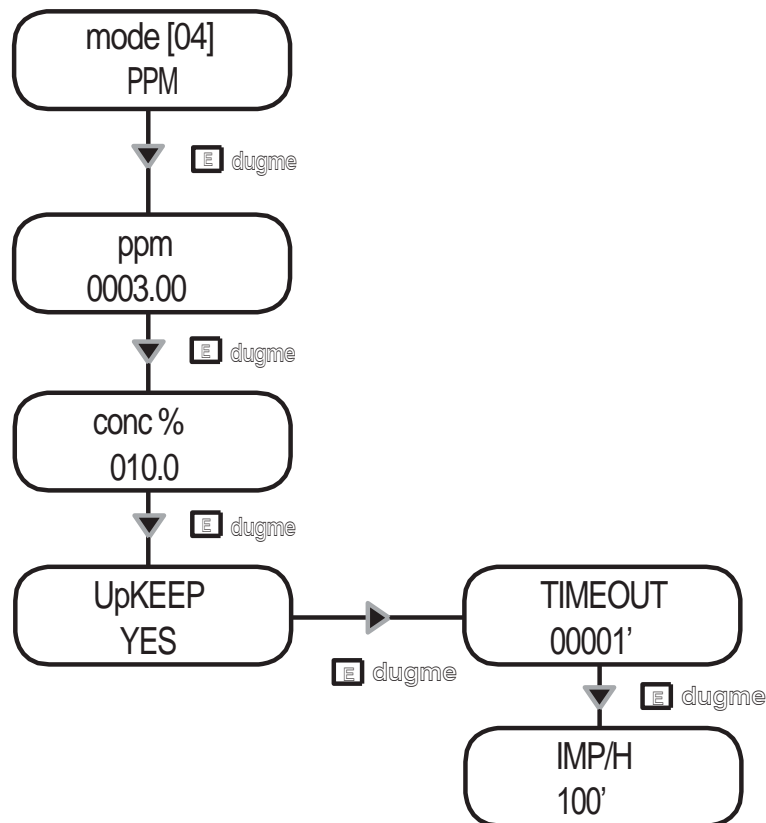 mode [04]
PPM
E dugme
ppm
0003.00
E dugme
conc %
010.0
E dugme
UpKEEP
YES
E dugme
TIMEOUT
00001’
E dugme
IMP/H
100’